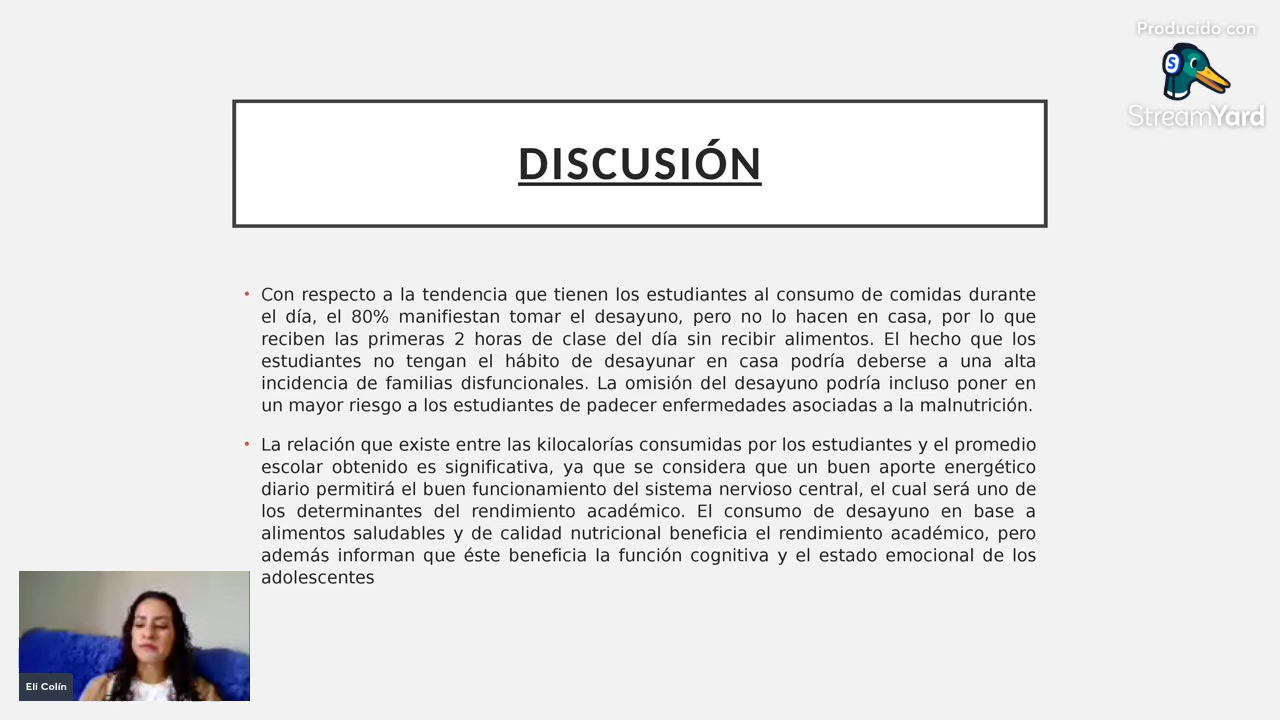 Producido con
S
StreamYard
DISCUSIÓN
• Con respecto a la tendencia que tienen los estudiantes al consumo de comidas durante
el día, el 80% manifiestan tomar el desayuno, pero no lo hacen en casa, por lo que
reciben las primeras 2 horas de clase del día sin recibir alimentos. El hecho que los
estudiantes no tengan el hábito de desayunar en casa podría deberse a una alta
incidencia de familias disfuncionales. La omisión del desayuno podría incluso poner en
un mayor riesgo a los estudiantes de padecer enfermedades asociadas a la malnutrición.
• La relación que existe entre las kilocalorías consumidas por los estudiantes y el promedio
escolar obtenido es significativa, ya que se considera que un buen aporte energético
diario permitirá el buen funcionamiento del sistema nervioso central, el cual será uno de
los determinantes del rendimiento académico. El consumo de desayuno en base a
alimentos saludables y de calidad nutricional beneficia el rendimiento académico, pero
además informan que éste beneficia la función cognitiva y el estado emocional de los
adolescentes
Eli Colín